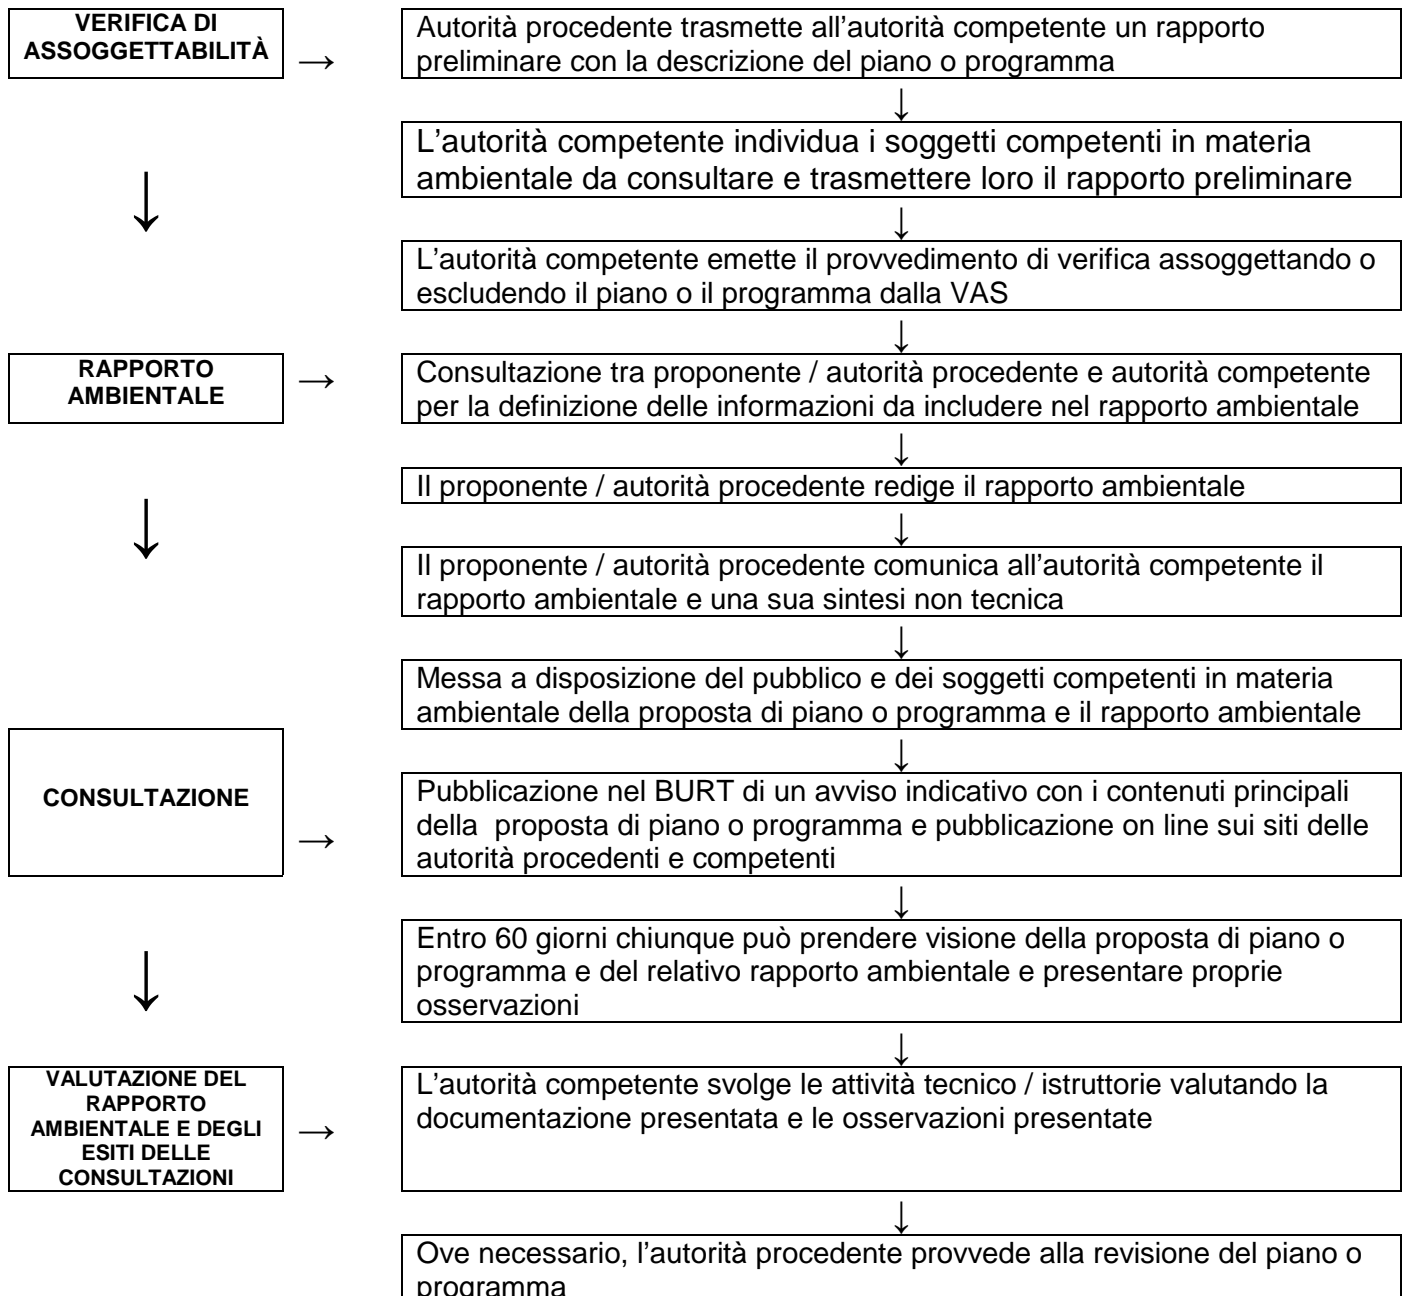 VERIFICA DI
ASSOGGETTABILITÀ
→
Autorità procedente trasmette all’autorità competente un rapporto
preliminare con la descrizione del piano o programma
↓
L’autorità competente individua i soggetti competenti in materia
ambientale da consultare e trasmettere loro il rapporto preliminare
↓
↓
L’autorità competente emette il provvedimento di verifica assoggettando o
escludendo il piano o il programma dalla VAS
↓
RAPPORTO
AMBIENTALE
→
Consultazione tra proponente / autorità procedente e autorità competente
per la definizione delle informazioni da includere nel rapporto ambientale
↓
Il proponente / autorità procedente redige il rapporto ambientale
↓
↓
Il proponente / autorità procedente comunica all’autorità competente il
rapporto ambientale e una sua sintesi non tecnica
↓
Messa a disposizione del pubblico e dei soggetti competenti in materia
ambientale della proposta di piano o programma e il rapporto ambientale
↓
CONSULTAZIONE
→
Pubblicazione nel BURT di un avviso indicativo con i contenuti principali
della  proposta di piano o programma e pubblicazione on line sui siti delle
autorità procedenti e competenti
↓
↓
Entro 60 giorni chiunque può prendere visione della proposta di piano o
programma e del relativo rapporto ambientale e presentare proprie
osservazioni
↓
VALUTAZIONE DEL
RAPPORTO
AMBIENTALE E DEGLI
ESITI DELLE
CONSULTAZIONI
→
L’autorità competente svolge le attività tecnico / istruttorie valutando la
documentazione presentata e le osservazioni presentate
↓
Ove necessario, l’autorità procedente provvede alla revisione del piano o
programma